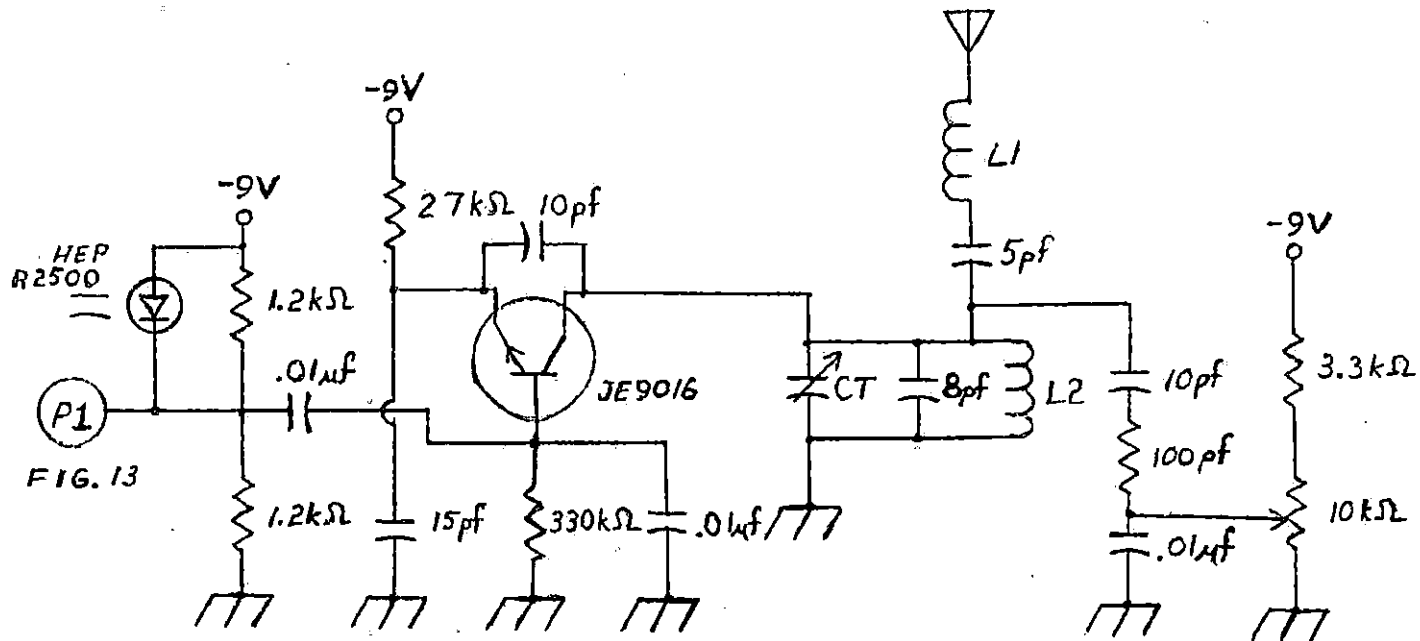 -9V
-9V
-9V
HEP
R2500
1.2kΩ
27kΩ
10pf
L1
5pf
.01µf
P1
FIG. 13
JE9016
CT
8pf
L2
10pf
3.3kΩ
100pf
1.2kΩ
15pf
330kΩ
.01µf
.01µf
10kΩ